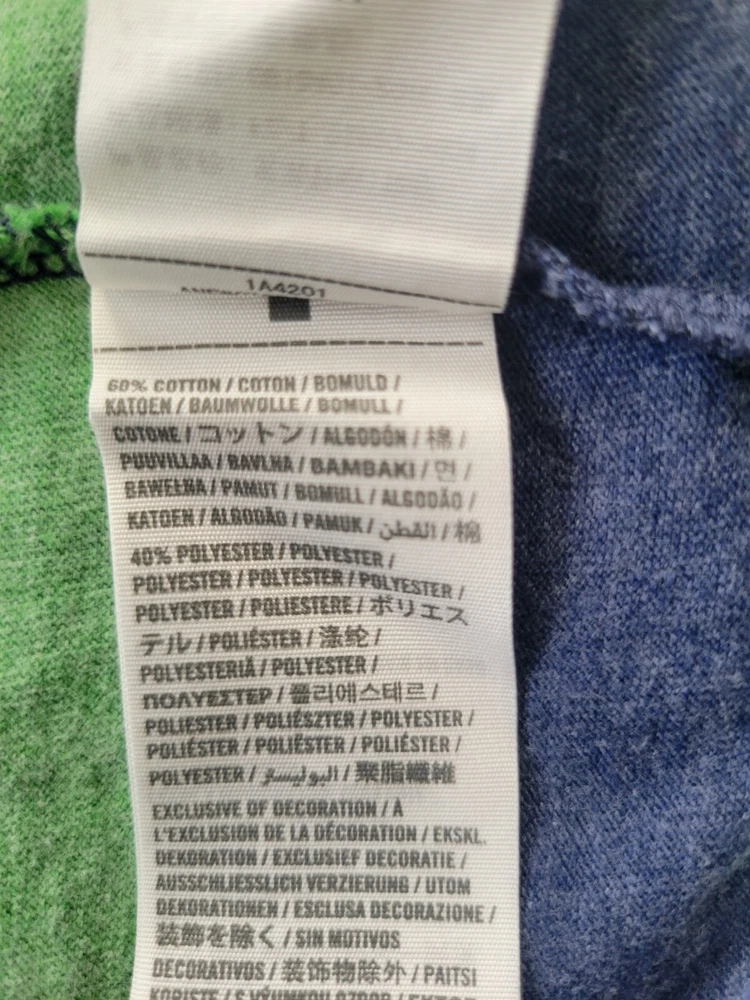 1A4201
60% COTTON / COTON / BOMULD /
KATOEN / BAUMWOLLE / BOMULL /
COTONE / コットン / ALGODÓN / 棉 /
PUUVILLAA / BAVLNA / BAMBAKI / 면 /
BAWEŁNA / PAMUT / BOMULL / ALGODÃO /
KATOEN / ALGODÃO / PAMUK / القطن / 棉
40% POLYESTER / POLYESTER /
POLYESTER / POLYESTER / POLYESTER /
POLYESTER / POLIESTERE / ポリエス
テル / POLIÉSTER / 涤纶 /
POLYESTERIÄ / POLYESTER /
ΠΟΛΥΕΣΤΕΡ / 폴리에스테르 /
POLIESTER / POLIÉSZTER / POLYESTER /
POLIÉSTER / POLIËSTER / POLIÉSTER /
POLYESTER / البوليستر / 聚脂纖維
EXCLUSIVE OF DECORATION / À
L'EXCLUSION DE LA DÉCORATION / EKSKL.
DEKORATION / EXCLUSIEF DECORATIE /
AUSSCHLIESSLICH VERZIERUNG / UTOM
DEKORATIONEN / ESCLUSA DECORAZIONE /
装飾を除く / SIN MOTIVOS
DECORATIVOS / 装饰物除外 / PAITSI
KORISTE / S VÝJIMKOU OZDOB /